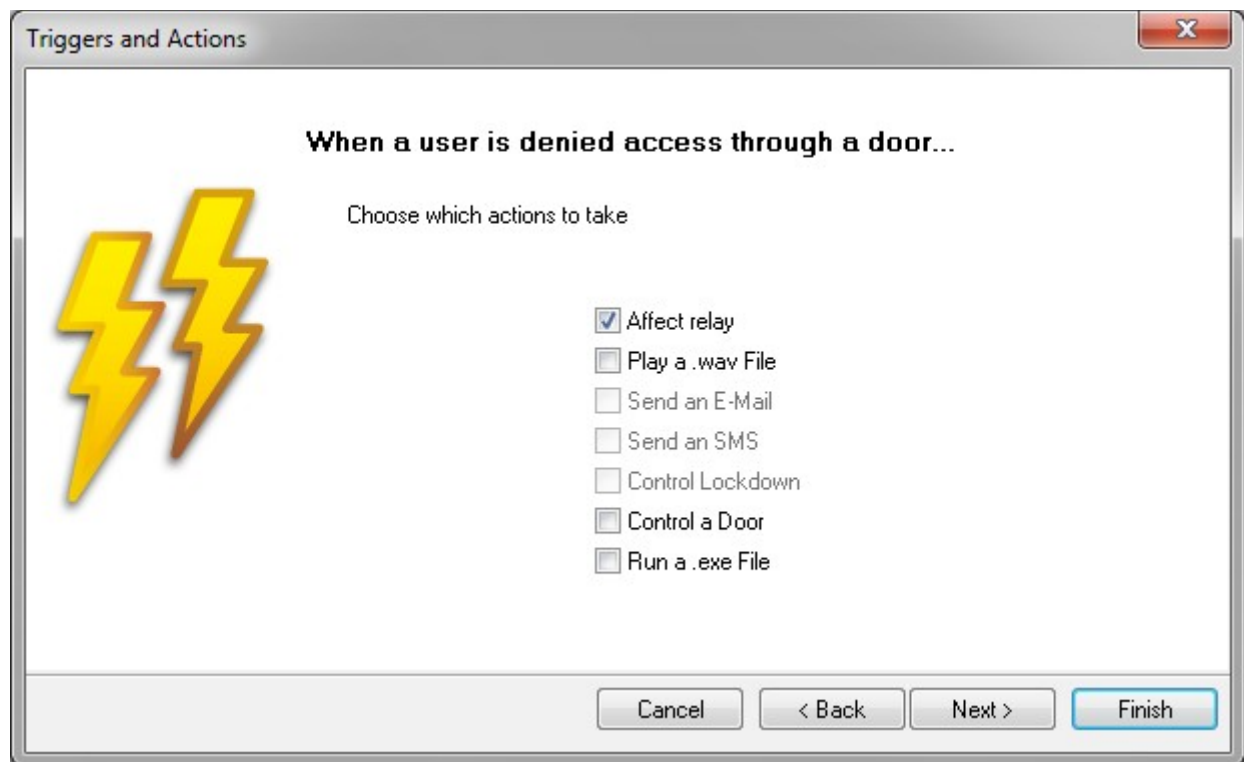 Triggers and Actions
When a user is denied access through a door...
Choose which actions to take
Affect relay
Play a .wav File
Send an E-Mail
Send an SMS
Control Lockdown
Control a Door
Run a .exe File
Cancel
< Back
Next >
Finish